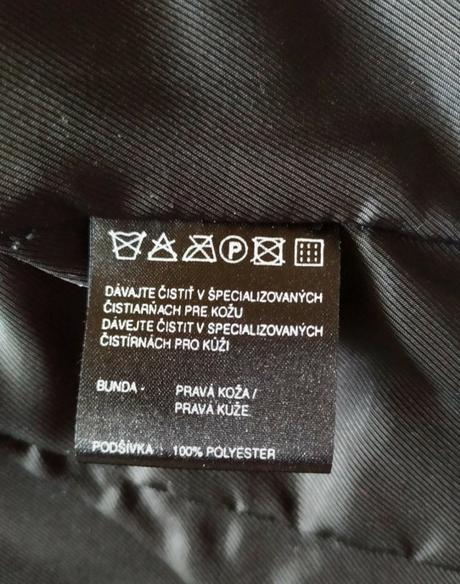 P
DÁVAJTE ČISTIŤ V ŠPECIALIZOVANÝCH
ČISTIARŇACH PRE KOŽU
DÁVEJTE ČISTIT V SPECIALIZOVANÝCH
ČISTÍRNÁCH PRO KŮŽI
BUNDA • PRAVÁ KOŽA /
PRAVÁ KŮŽE
PODŠÍVKA : 100% POLYESTER